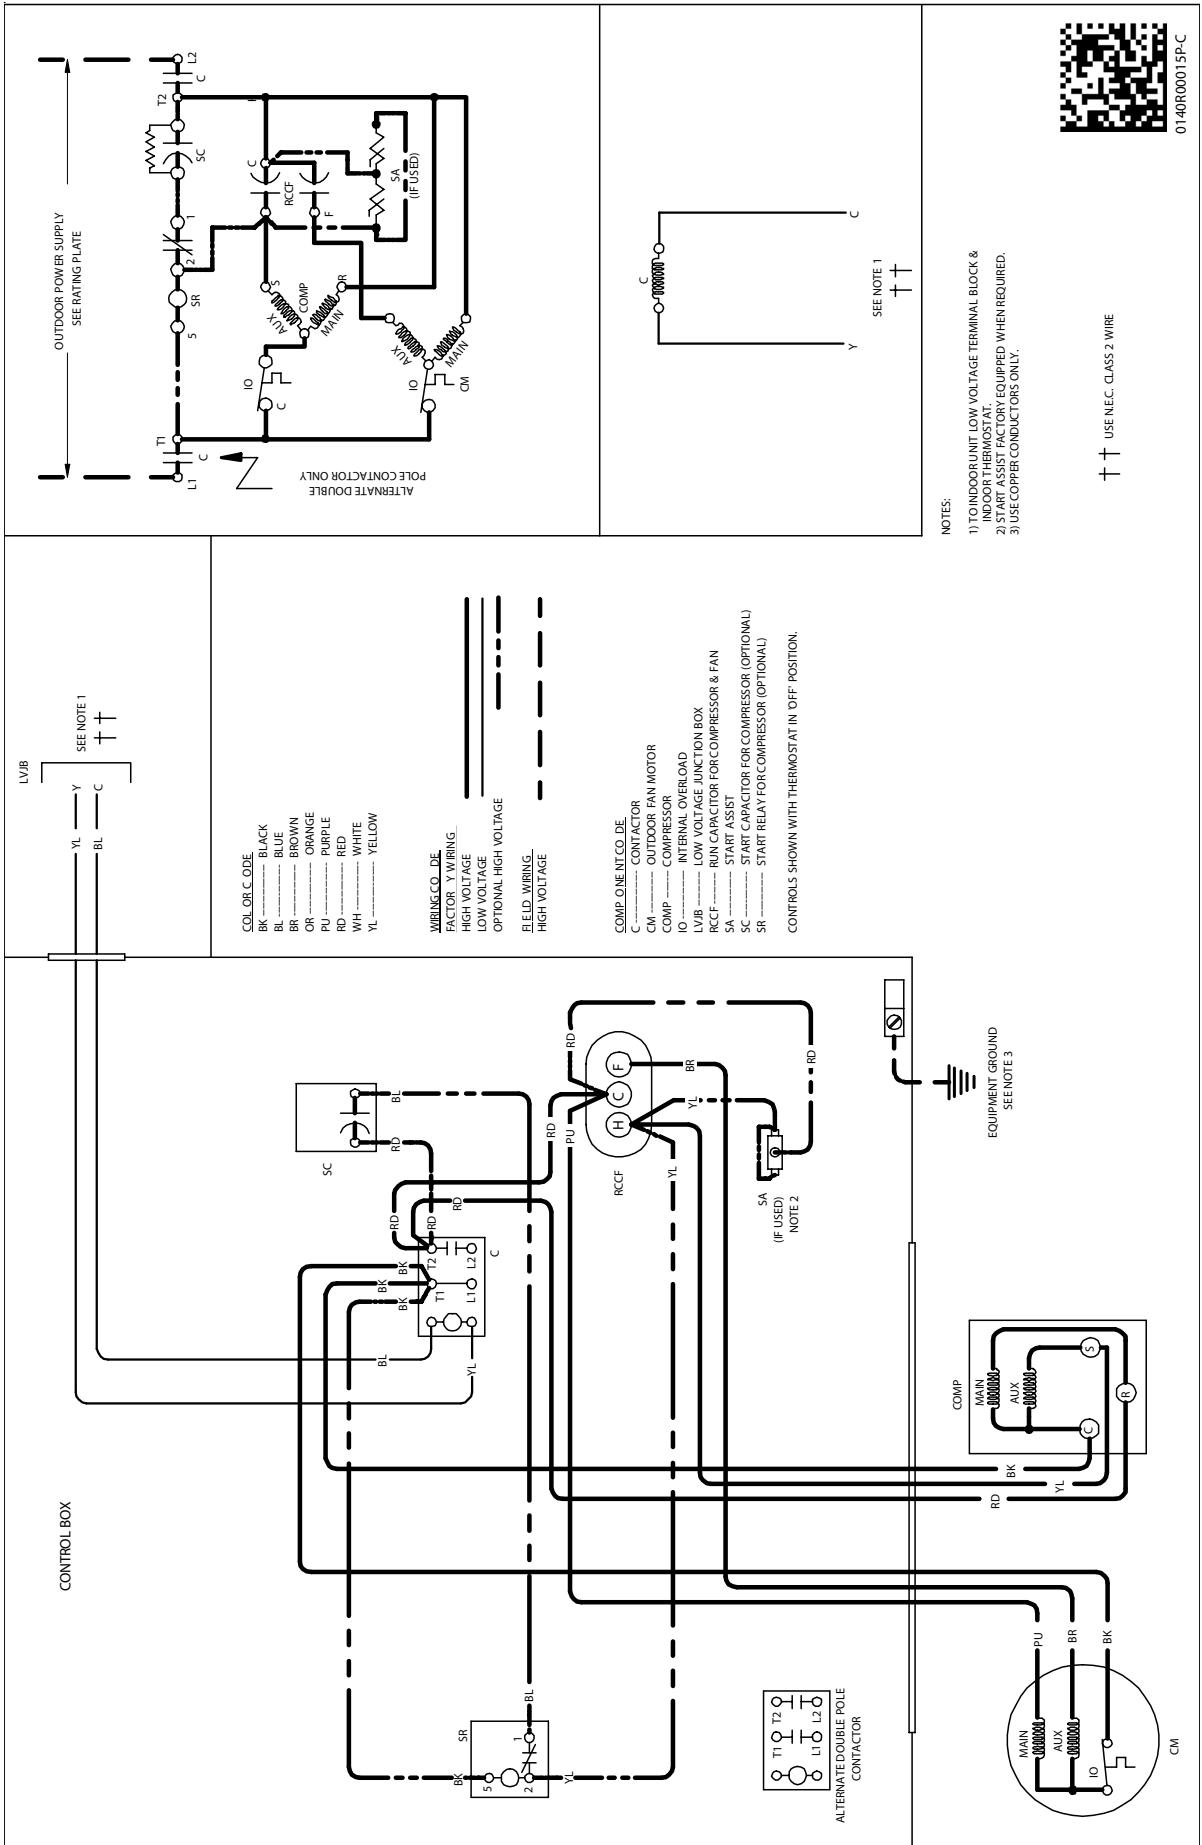 OUTDOOR POWER SUPPLY
SEE RATING PLATE
L1
C
T1
5
SR
2
1
SC
T2
C
L2
ALTERNATE DOUBLE
POLE CONTACTOR ONLY
IO
C
AUX
S
COMP
MAIN
R
RCCF
C
F
H
SA
(IF USED)
IO
CM
AUX
MAIN
C
Y
C
SEE NOTE 1
NOTES:
1) TO INDOOR UNIT LOW VOLTAGE TERMINAL BLOCK &
INDOOR THERMOSTAT.
2) START ASSIST FACTORY EQUIPPED WHEN REQUIRED.
3) USE COPPER CONDUCTORS ONLY.
†† USE N.E.C. CLASS 2 WIRE
0140R00015P-C
LVJB
YL
Y
BL
C
SEE NOTE 1
††
COLOR CODE
BK ---------- BLACK
BL ---------- BLUE
BR ---------- BROWN
OR ---------- ORANGE
PU ---------- PURPLE
RD ---------- RED
WH ---------- WHITE
YL ---------- YELLOW
WIRING CODE
FACTORY WIRING
HIGH VOLTAGE
LOW VOLTAGE
OPTIONAL HIGH VOLTAGE
FIELD WIRING
HIGH VOLTAGE
COMPONENT CODE
C ---------- CONTACTOR
CM ---------- OUTDOOR FAN MOTOR
COMP ------ COMPRESSOR
IO ---------- INTERNAL OVERLOAD
LVJB -------- LOW VOLTAGE JUNCTION BOX
RCCF ------- RUN CAPACITOR FOR COMPRESSOR & FAN
SA ---------- START ASSIST
SC ---------- START CAPACITOR FOR COMPRESSOR (OPTIONAL)
SR ---------- START RELAY FOR COMPRESSOR (OPTIONAL)
CONTROLS SHOWN WITH THERMOSTAT IN 'OFF' POSITION.
CONTROL BOX
SC
RD
BL
RD
RD
RD
BK
BK
BK
T2
L2
T1
L1
C
BL
YL
RD
PU
RD
RCCF
H
C
F
YL
YL
BR
RD
SA
(IF USED)
NOTE 2
SR
BK
5
2
1
BL
YL
ALTERNATE DOUBLE POLE
CONTACTOR
T1
L1
T2
L2
EQUIPMENT GROUND
SEE NOTE 3
COMP
MAIN
AUX
C
S
R
BK
YL
RD
PU
BR
BK
MAIN
AUX
IO
CM